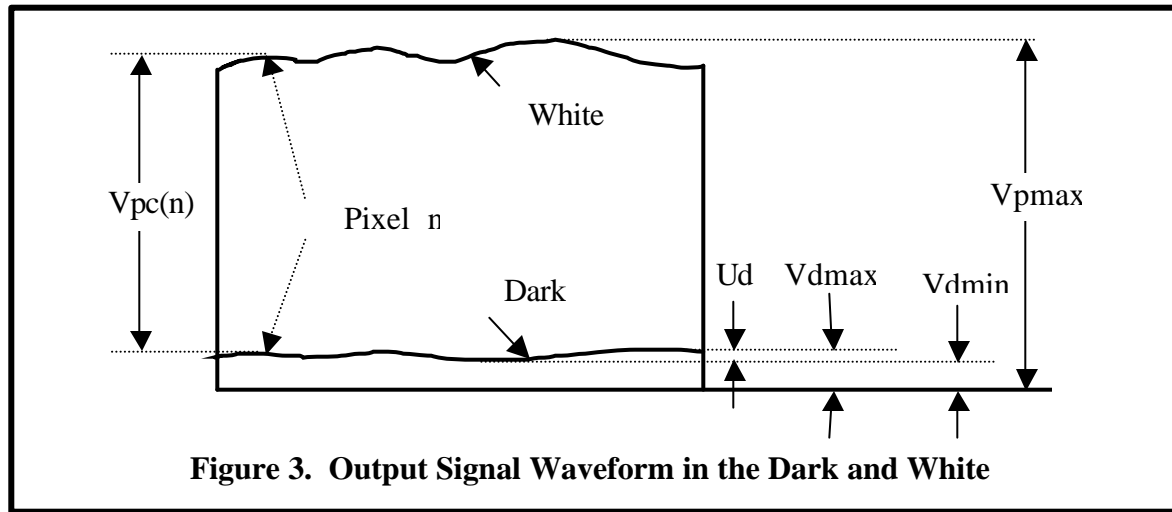 White
Vpc(n)
Vpmax
Pixel n
Ud
Vdmax
Vdmin
Dark
Figure 3. Output Signal Waveform in the Dark and White